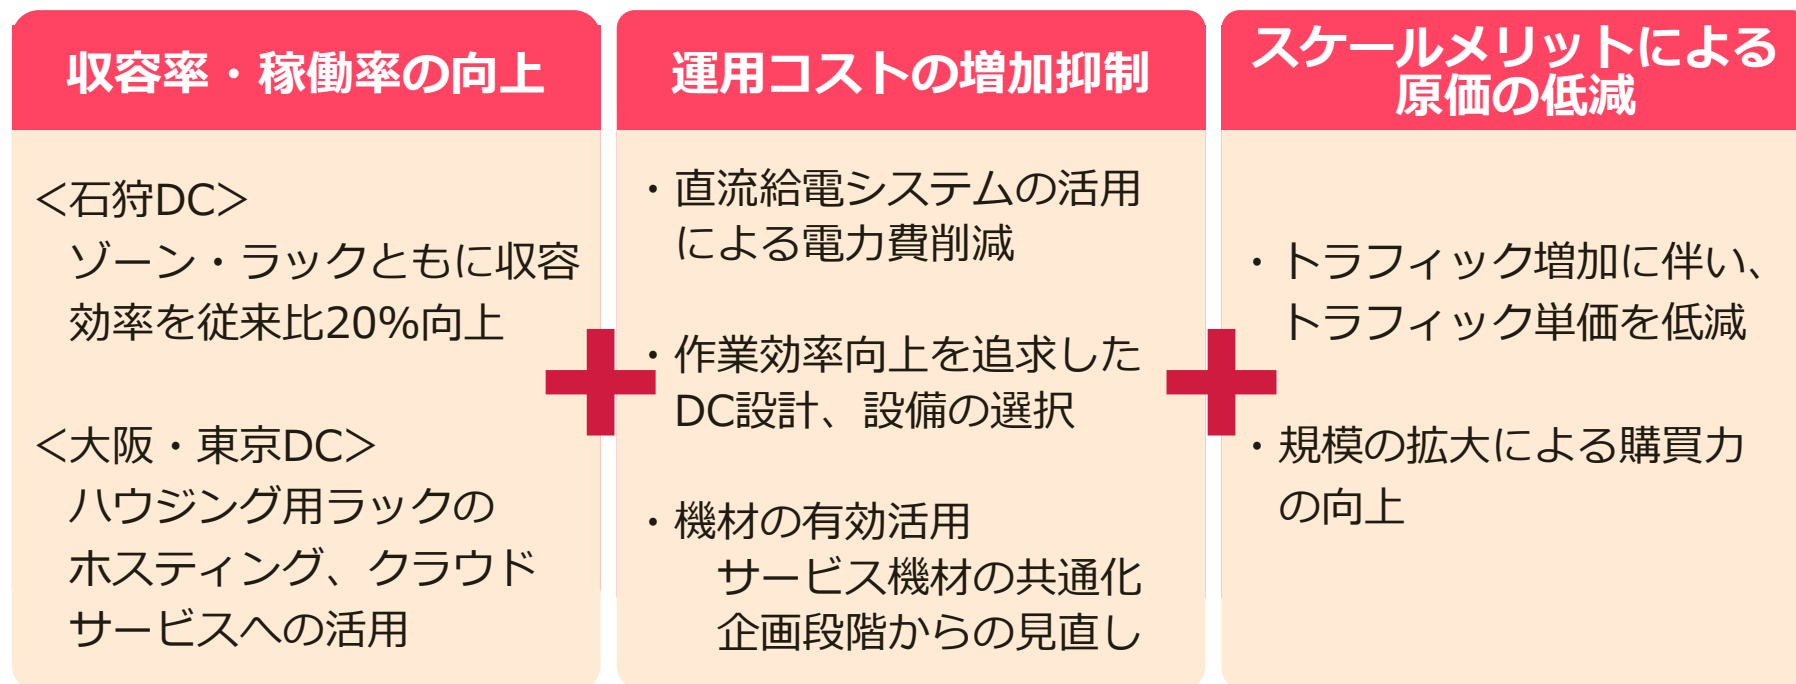 収容率・稼働率の向上
＜石狩DC＞
ゾーン・ラックともに収容
効率を従来比20%向上
＜大阪・東京DC＞
ハウジング用ラックの
ホスティング、クラウド
サービスへの活用
運用コストの増加抑制
・直流給電システムの活用
による電力費削減
・作業効率向上を追求した
DC設計、設備の選択
・機材の有効活用
サービス機材の共通化
企画段階からの見直し
スケールメリットによる
原価の低減
・トラフィック増加に伴い、
トラフィック単価を低減
・規模の拡大による購買力
の向上